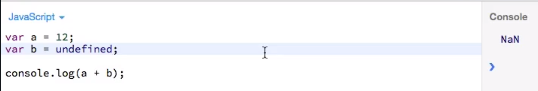 JavaScript
Console
var a = 12;
NaN
var b = undefined;
console.log(a + b);